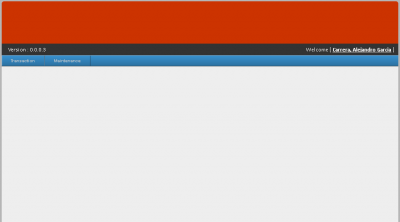 Version : 0.0.0.3
Welcome | Carrera, Alejandro Garcia |
Transaction Maintenance